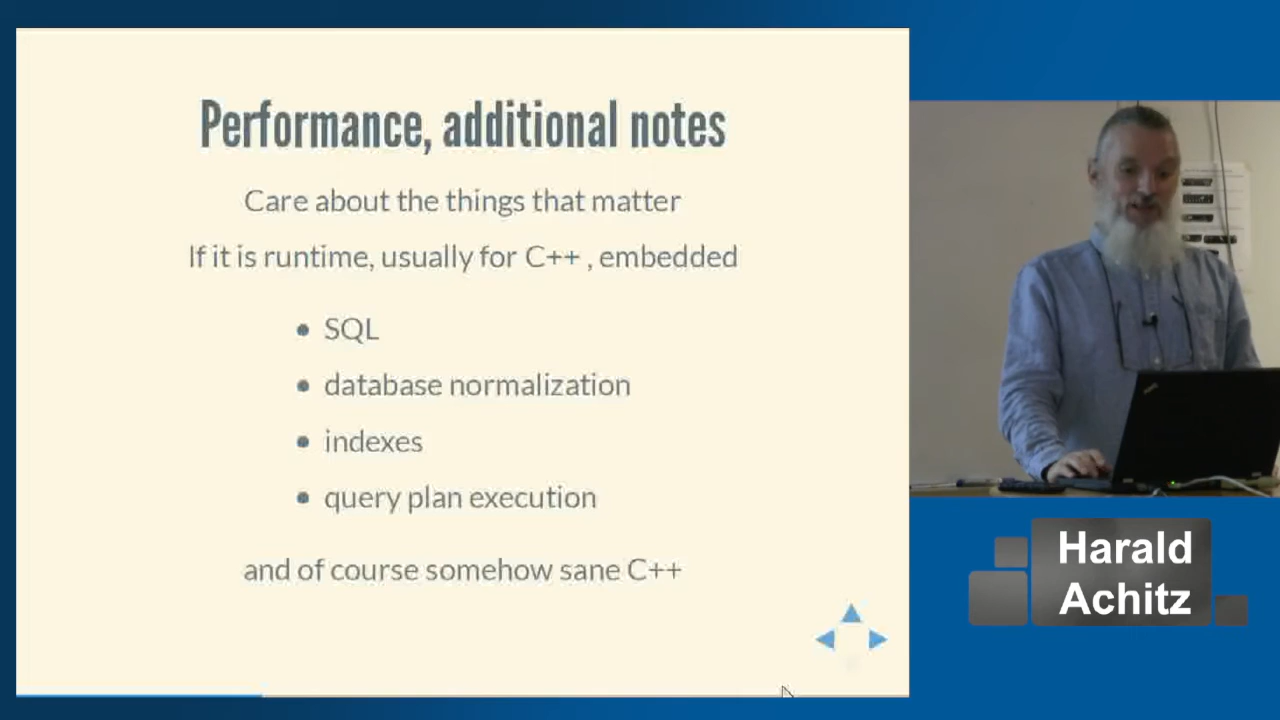 Performance, additional notes
Care about the things that matter
If it is runtime, usually for C++ , embedded
SQL
database normalization
indexes
query plan execution
and of course somehow sane C++
Harald
Achitz